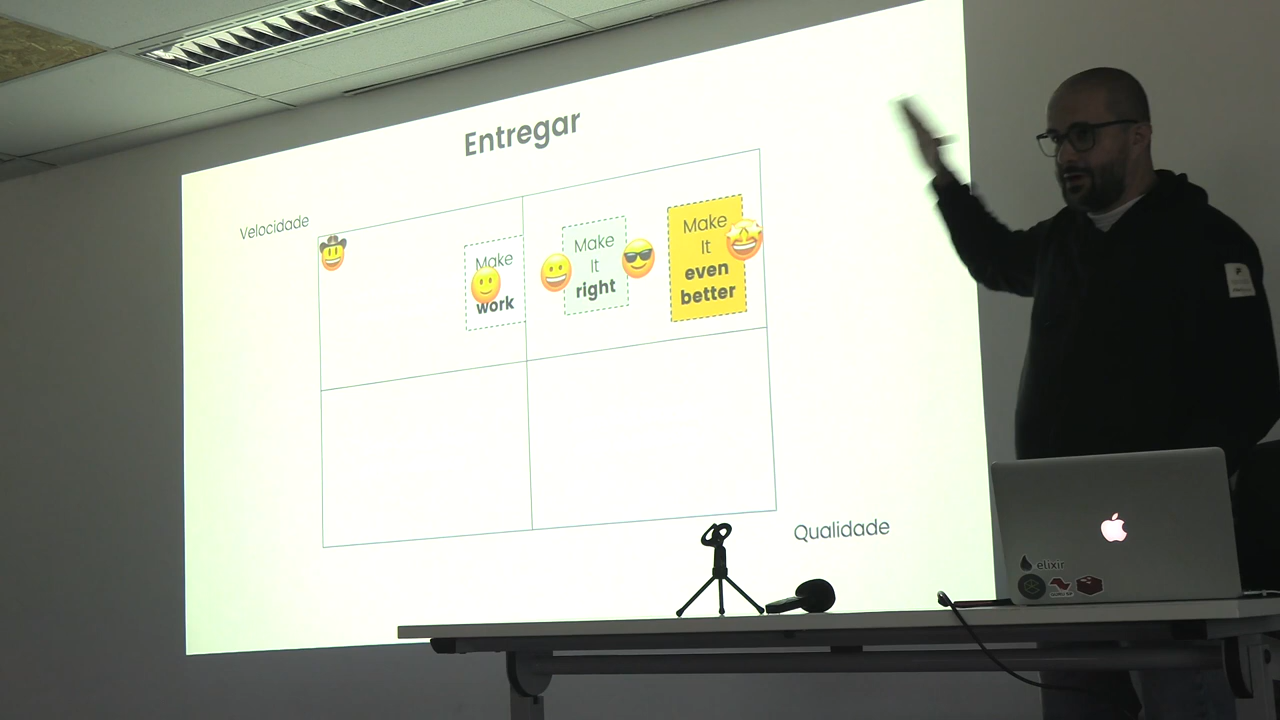 Entregar
Velocidade
Make
work
Make
It
right
Make
It
even
better
Qualidade
elixir